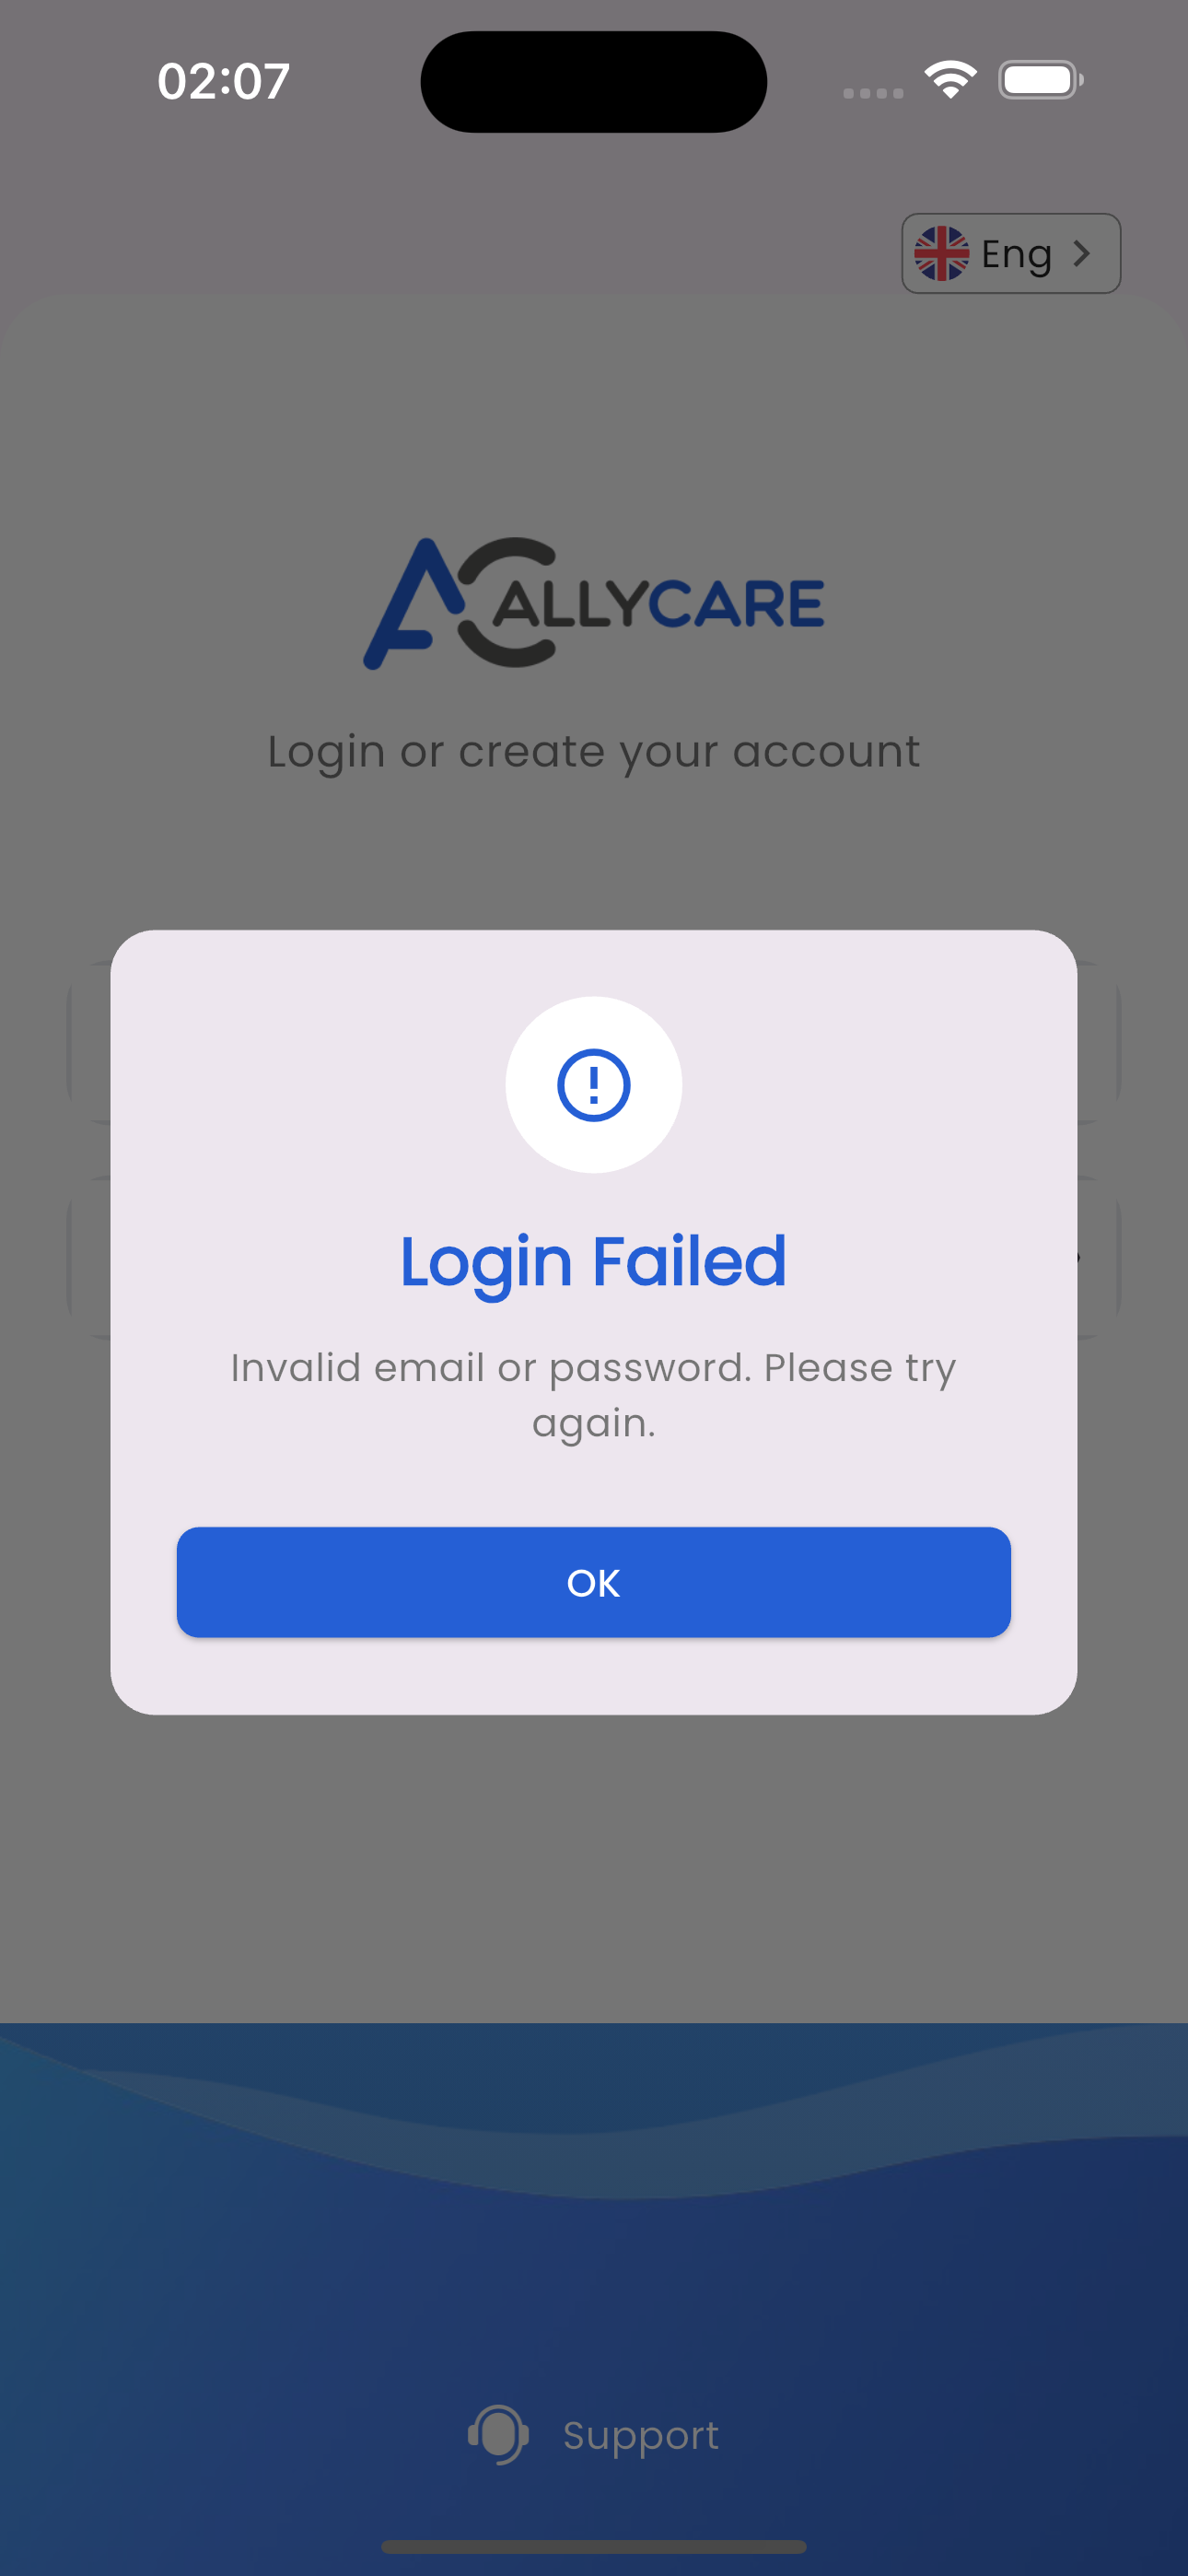 02:07
Eng
ALLYCARE
Login or create your account
Login Failed
Invalid email or password. Please try
again.
OK
Support